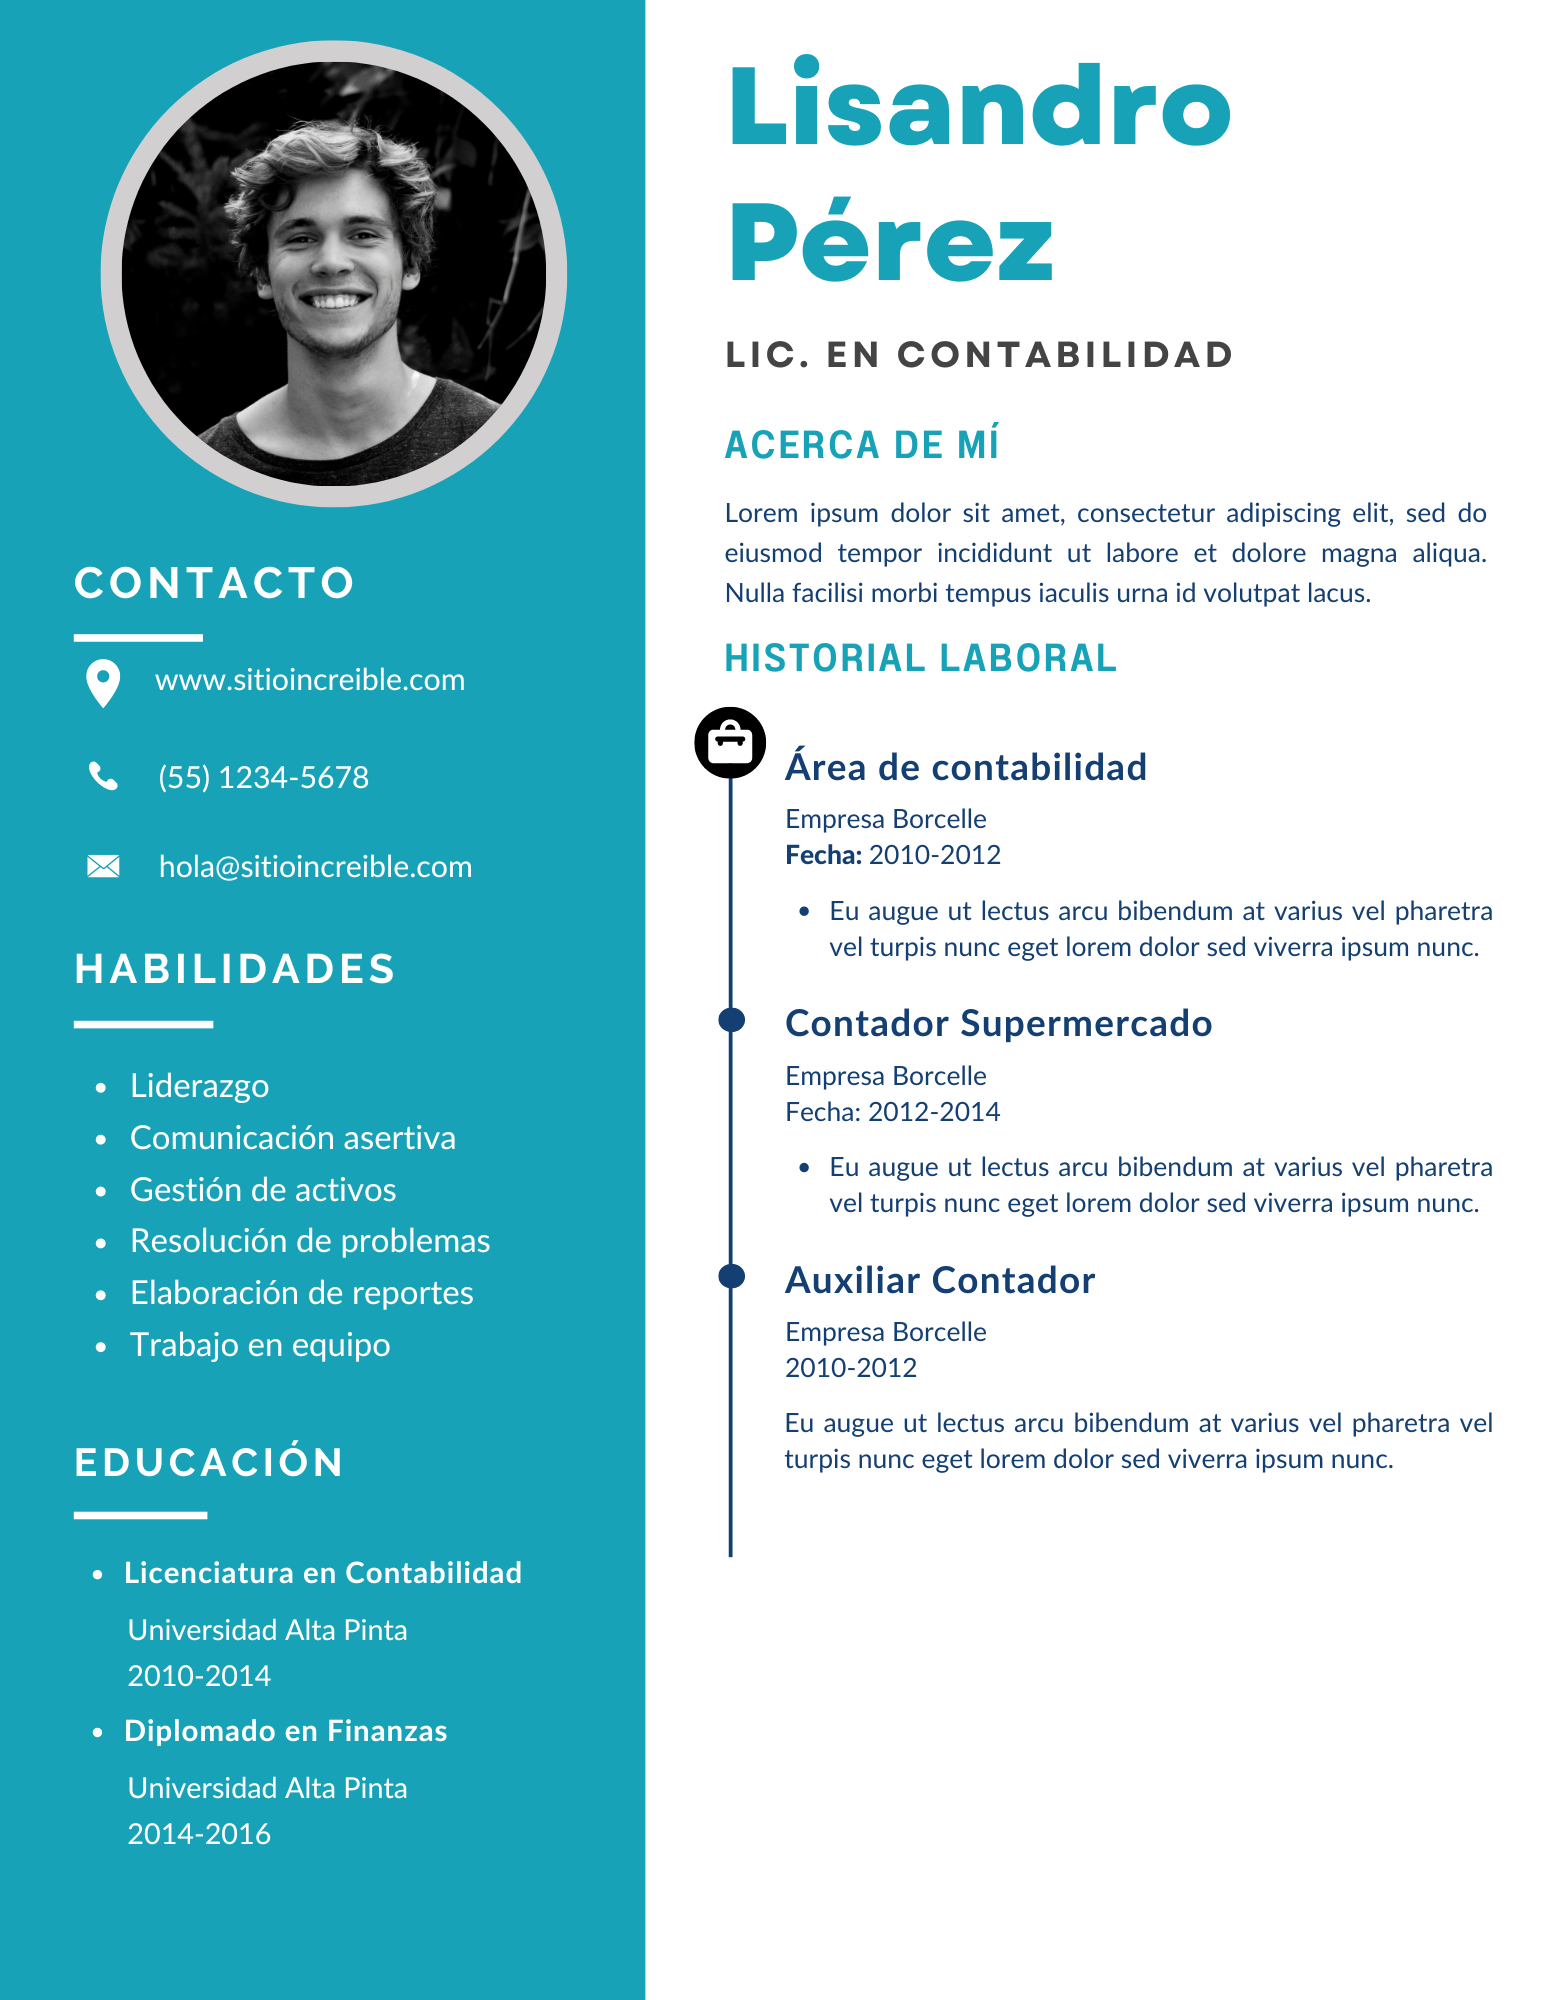 Lisandro
Pérez
LIC. EN CONTABILIDAD
ACERCA DE MÍ
Lorem ipsum dolor sit amet, consectetur adipiscing elit, sed do
eiusmod tempor incididunt ut labore et dolore magna aliqua.
Nulla facilisi morbi tempus iaculis urna id volutpat lacus.
HISTORIAL LABORAL
Área de contabilidad
Empresa Borcelle
Fecha: 2010-2012
• Eu augue ut lectus arcu bibendum at varius vel pharetra
vel turpis nunc eget lorem dolor sed viverra ipsum nunc.
Contador Supermercado
Empresa Borcelle
Fecha: 2012-2014
• Eu augue ut lectus arcu bibendum at varius vel pharetra
vel turpis nunc eget lorem dolor sed viverra ipsum nunc.
Auxiliar Contador
Empresa Borcelle
2010-2012
Eu augue ut lectus arcu bibendum at varius vel pharetra vel
turpis nunc eget lorem dolor sed viverra ipsum nunc.
CONTACTO
www.sitioincreible.com
(55) 1234-5678
hola@sitioincreible.com
HABILIDADES
• Liderazgo
• Comunicación asertiva
• Gestión de activos
• Resolución de problemas
• Elaboración de reportes
• Trabajo en equipo
EDUCACIÓN
• Licenciatura en Contabilidad
Universidad Alta Pinta
2010-2014
• Diplomado en Finanzas
Universidad Alta Pinta
2014-2016